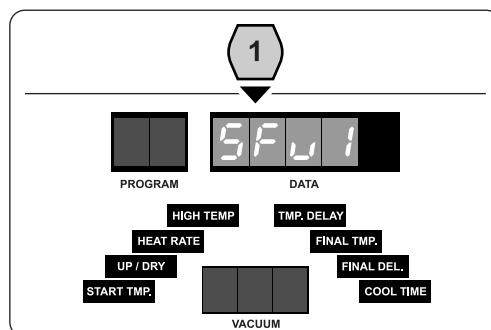 1
SFu1
PROGRAM DATA
HIGH TEMP TMP. DELAY
HEAT RATE FINAL TMP.
UP / DRY FINAL DEL.
START TMP. COOL TIME
VACUUM